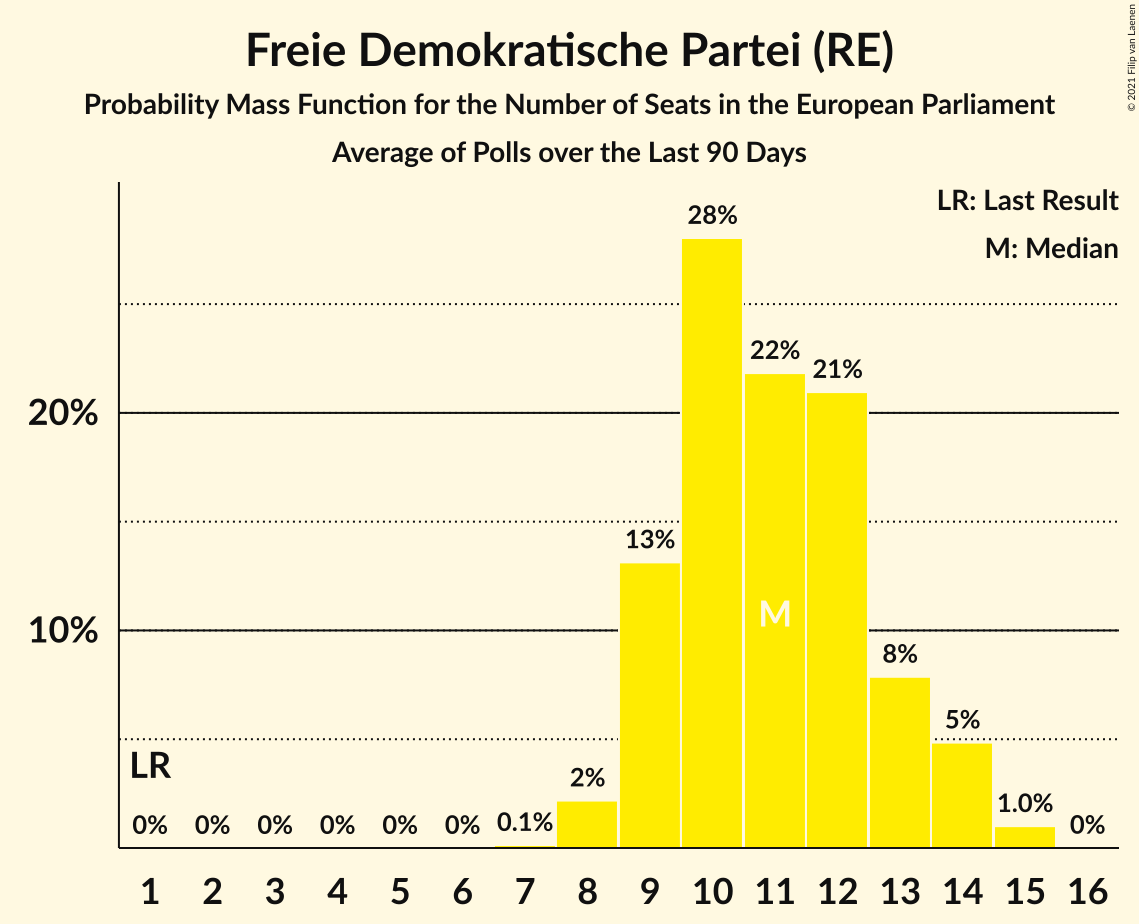 Freie Demokratische Partei (RE)
Probability Mass Function for the Number of Seats in the European Parliament
Average of Polls over the Last 90 Days
© 2021 Filip van Laenen
LR: Last Result
M: Median
28%
22%
21%
20%
13%
M
10%
8%
5%
LR
2%
1.0%
0% 0% 0% 0% 0% 0% 0.1% 0%
1 2 3 4 5 6 7 8 9 10 11 12 13 14 15 16